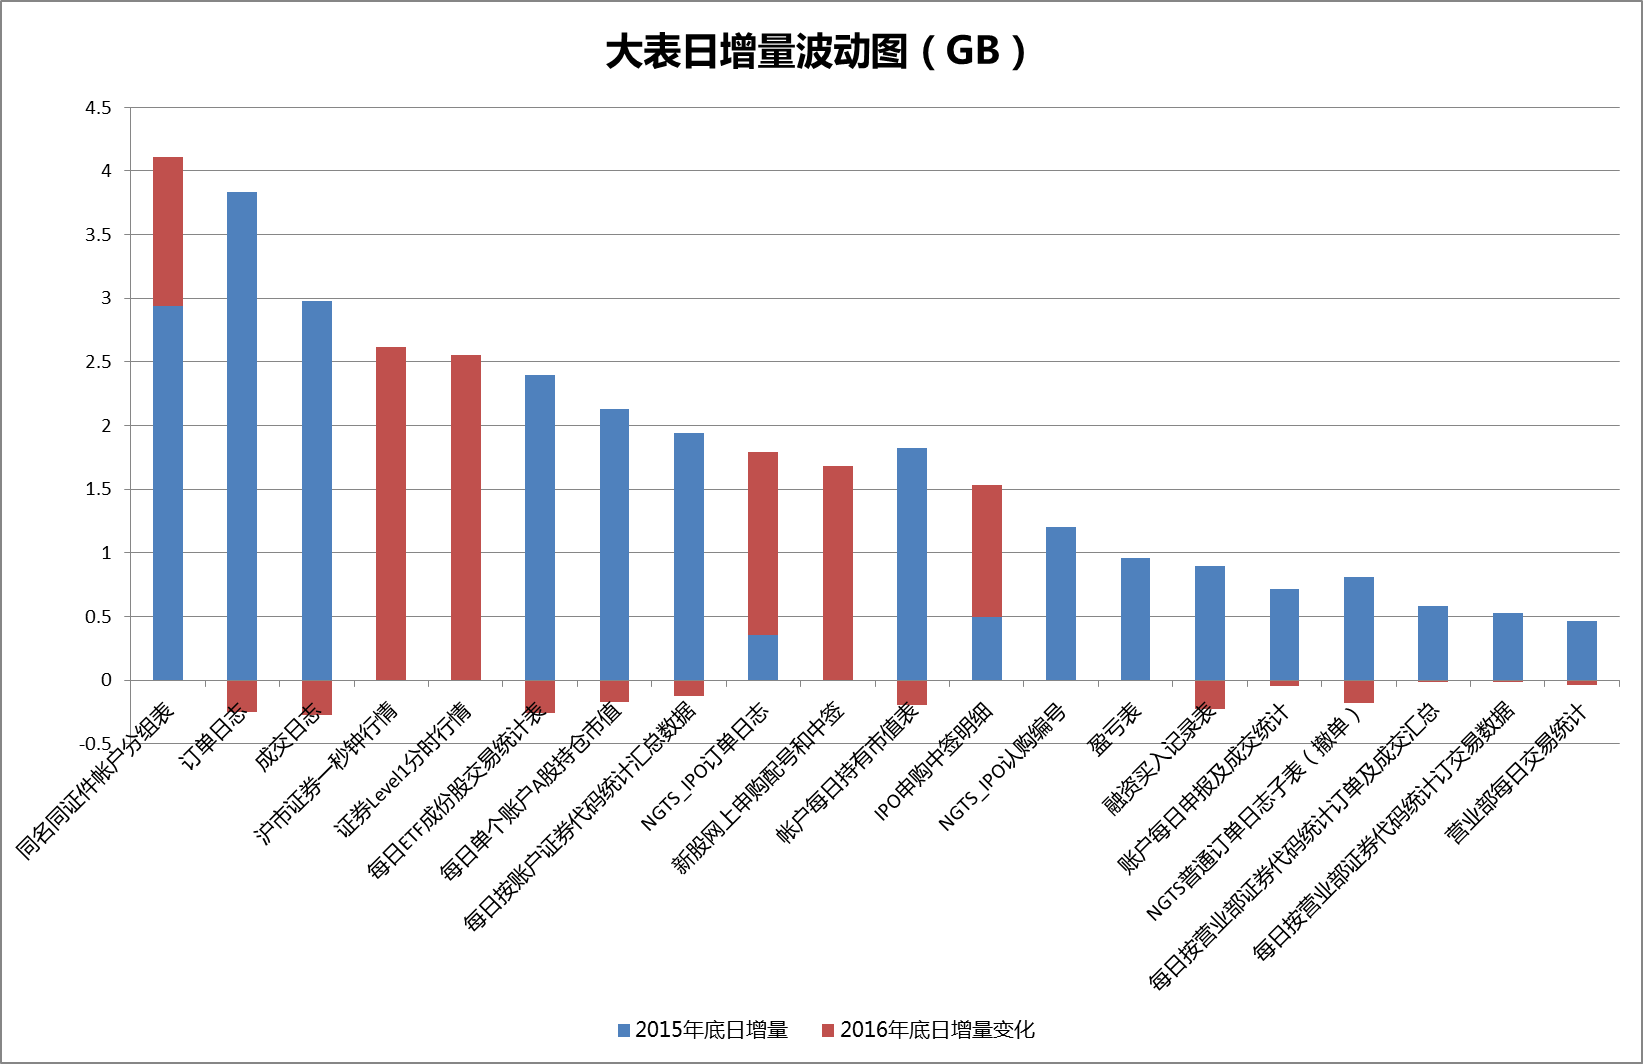 大表日增量波动图（GB）
4.5
4
3.5
3
2.5
2
1.5
1
0.5
0
-0.5
同名同证件帐户分组表
订单日志
成交日志
沪市证券一秒钟行情
证券Level1分时行情
每日ETF成份股交易统计表
每日单个账户A股持仓市值
每日按账户证券代码统计汇总数据
NGTS_IPO订单日志
新股网上申购配号和中签
帐户每日持有市值表
IPO申购中签明细
NGTS_IPO认购编号
盈亏表
融资买入记录表
账户每日申报及成交统计
NGTS普通订单日志子表（撤单）
每日按营业部证券代码统计订单及成交汇总
每日按营业部证券代码统计订交易数据
营业部每日交易统计
2015年底日增量
2016年底日增量变化